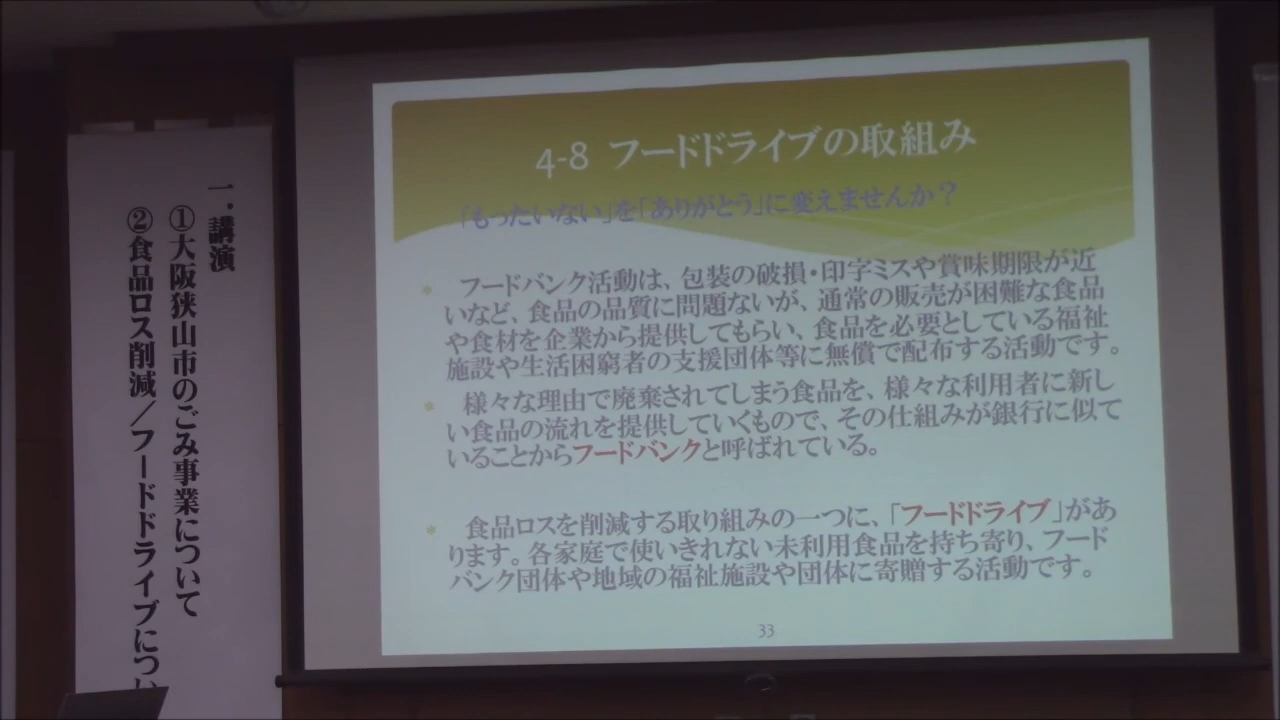 一．講演
①大阪狭山市のごみ事業について
②食品ロス削減／フードドライブについ
4-8 フードドライブの取組み
「もったいない」を「ありがとう」に変えませんか？
* フードバンク活動は、包装の破損・印字ミスや賞味期限が近
いなど、食品の品質に問題ないが、通常の販売が困難な食品
や食材を企業から提供してもらい、食品を必要としている福祉
施設や生活困窮者の支援団体等に無償で配布する活動です。
* 様々な理由で廃棄されてしまう食品を、様々な利用者に新し
い食品の流れを提供していくもので、その仕組みが銀行に似て
いることからフードバンクと呼ばれている。
* 食品ロスを削減する取り組みの一つに、「フードドライブ」があ
ります。各家庭で使いきれない未利用食品を持ち寄り、フード
バンク団体や地域の福祉施設や団体に寄贈する活動です。
33